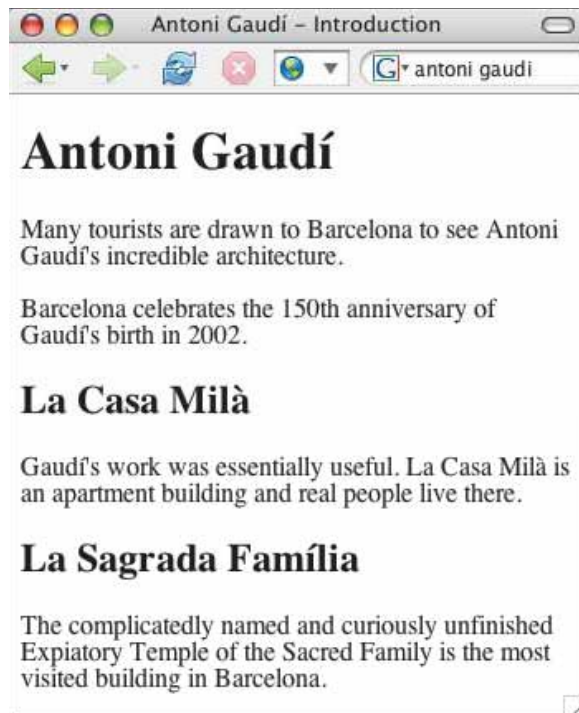 Antoni Gaudí – Introduction
G antoni gaudi
Antoni Gaudí
Many tourists are drawn to Barcelona to see Antoni
Gaudí's incredible architecture.
Barcelona celebrates the 150th anniversary of
Gaudí's birth in 2002.
La Casa Milà
Gaudí's work was essentially useful. La Casa Milà is
an apartment building and real people live there.
La Sagrada Família
The complicatedly named and curiously unfinished
Expiatory Temple of the Sacred Family is the most
visited building in Barcelona.